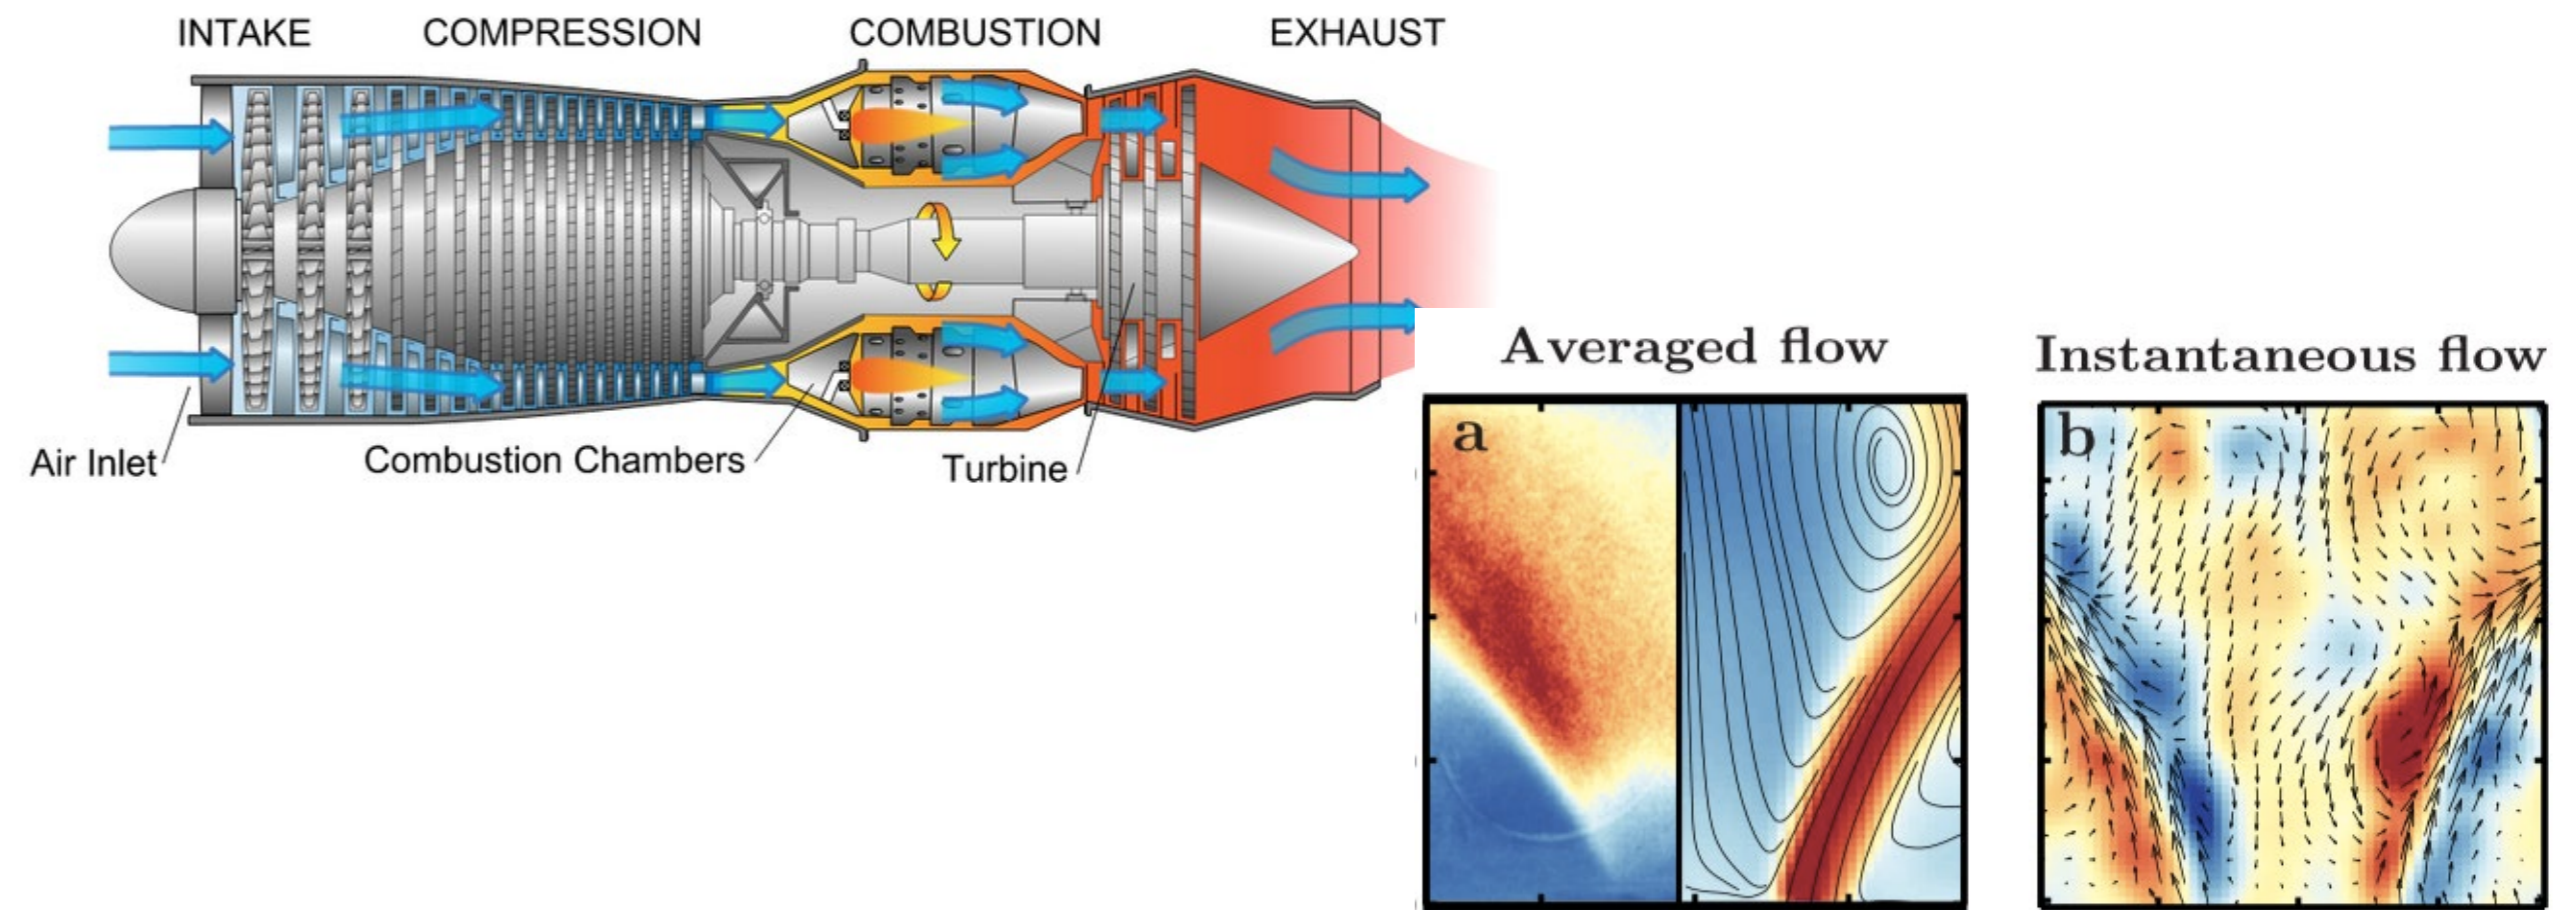 INTAKE
COMPRESSION
COMBUSTION
EXHAUST
Air Inlet
Combustion Chambers
Turbine
Averaged flow
Instantaneous flow
a
b